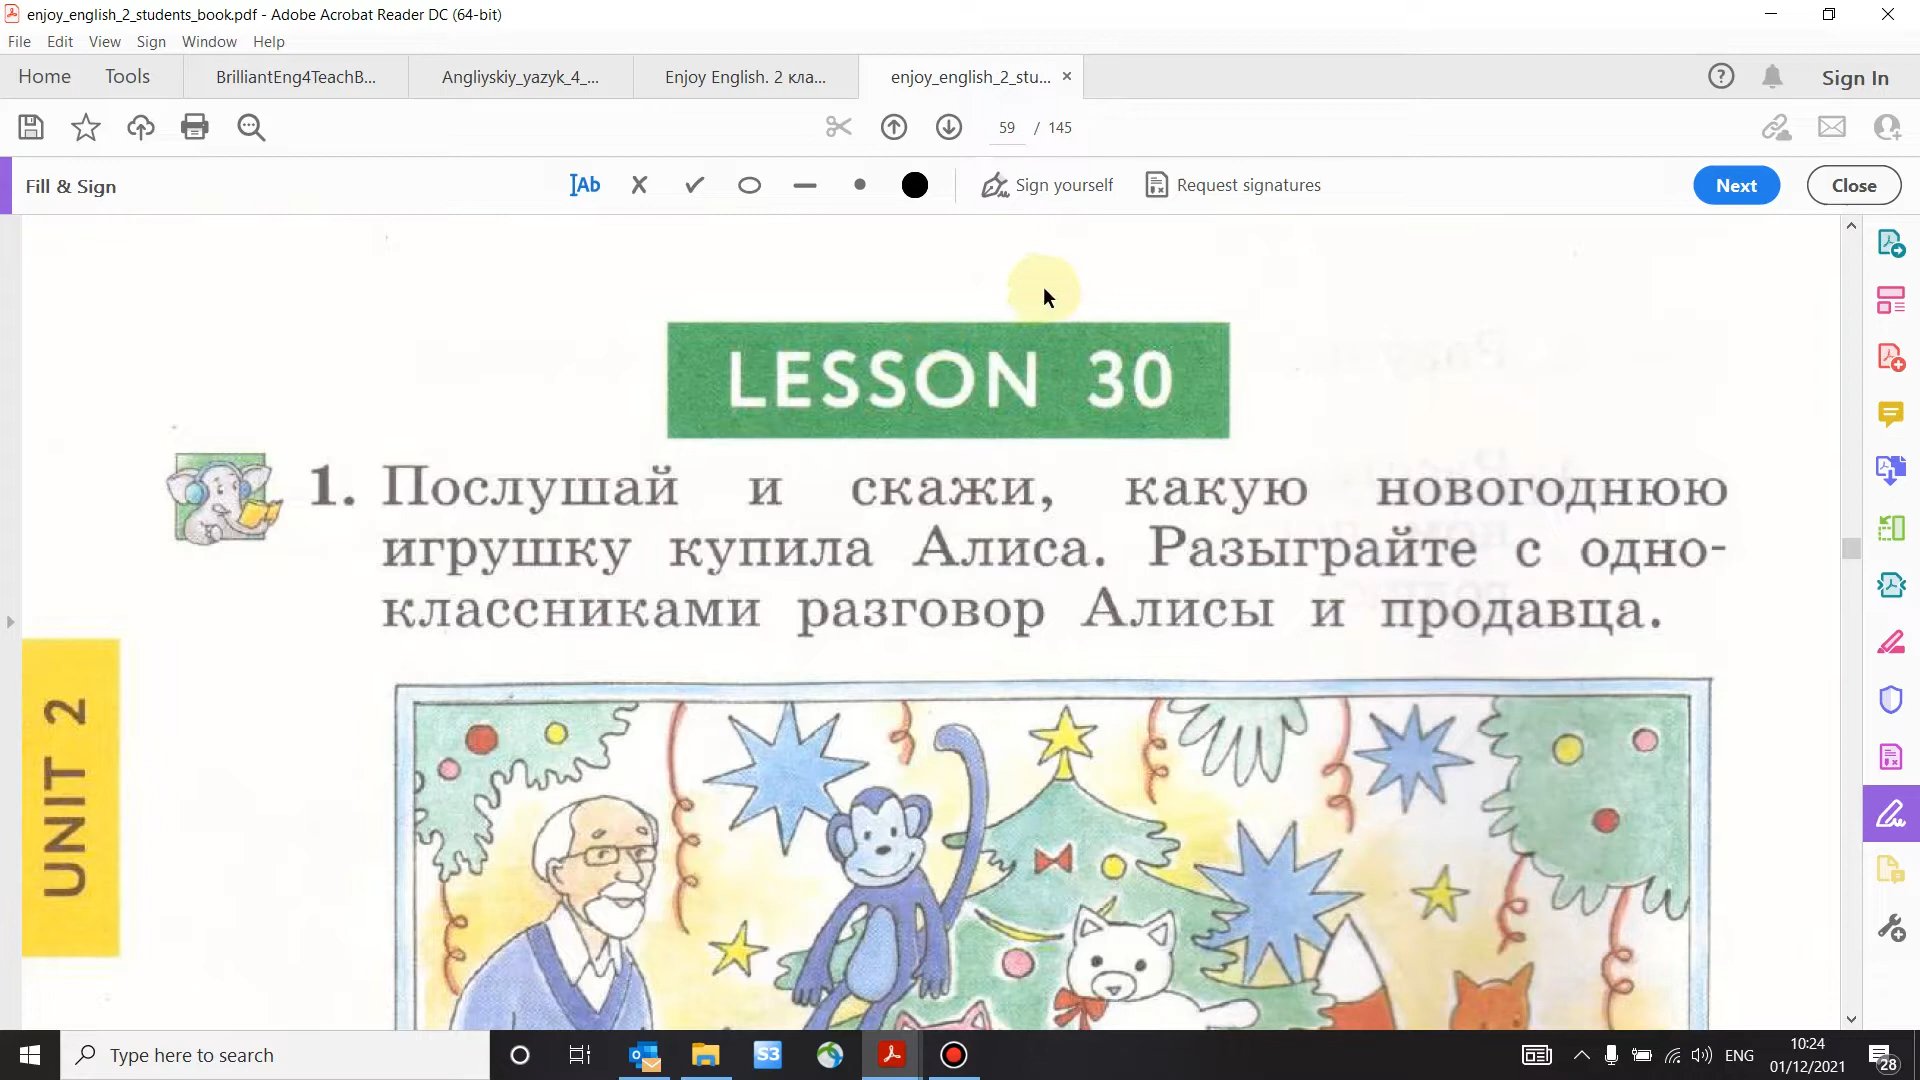 enjoy_english_2_students_book.pdf - Adobe Acrobat Reader DC (64-bit)
File Edit View Sign Window Help
Home Tools BrilliantEng4TeachB... Angliyskiy_yazyk_4_... Enjoy English. 2 кла... enjoy_english_2_stu... Sign In
59 / 145
Fill & Sign Ab Sign yourself Request signatures Next Close
LESSON 30
1. Послушай и скажи, какую новогоднюю
игрушку купила Алиса. Разыграйте с одно-
классниками разговор Алисы и продавца.
UNIT 2
Type here to search
S3
ENG
10:24
01/12/2021
28